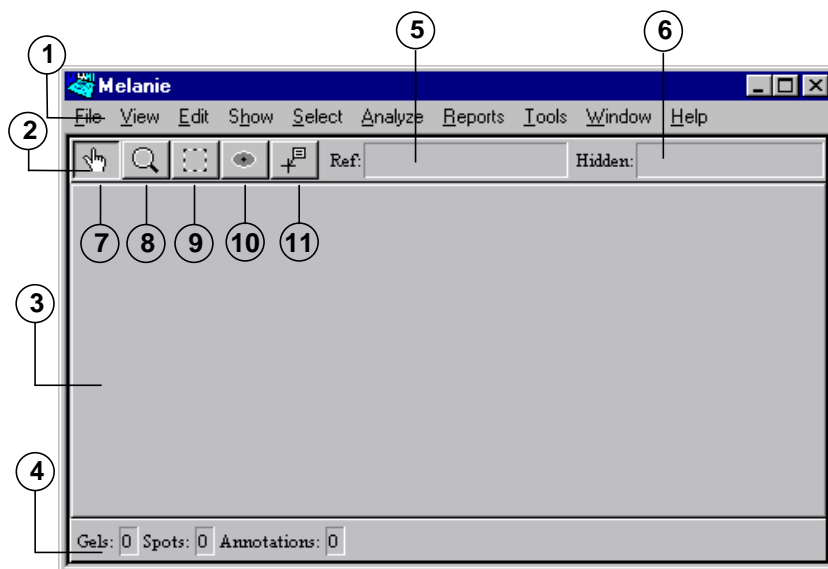 5 6
1
Melanie
File View Edit Show Select Analyze Reports Tools Window Help
2
Ref: Hidden:
7 8 9 10 11
3
4
Gels: 0 Spots: 0 Annotations: 0